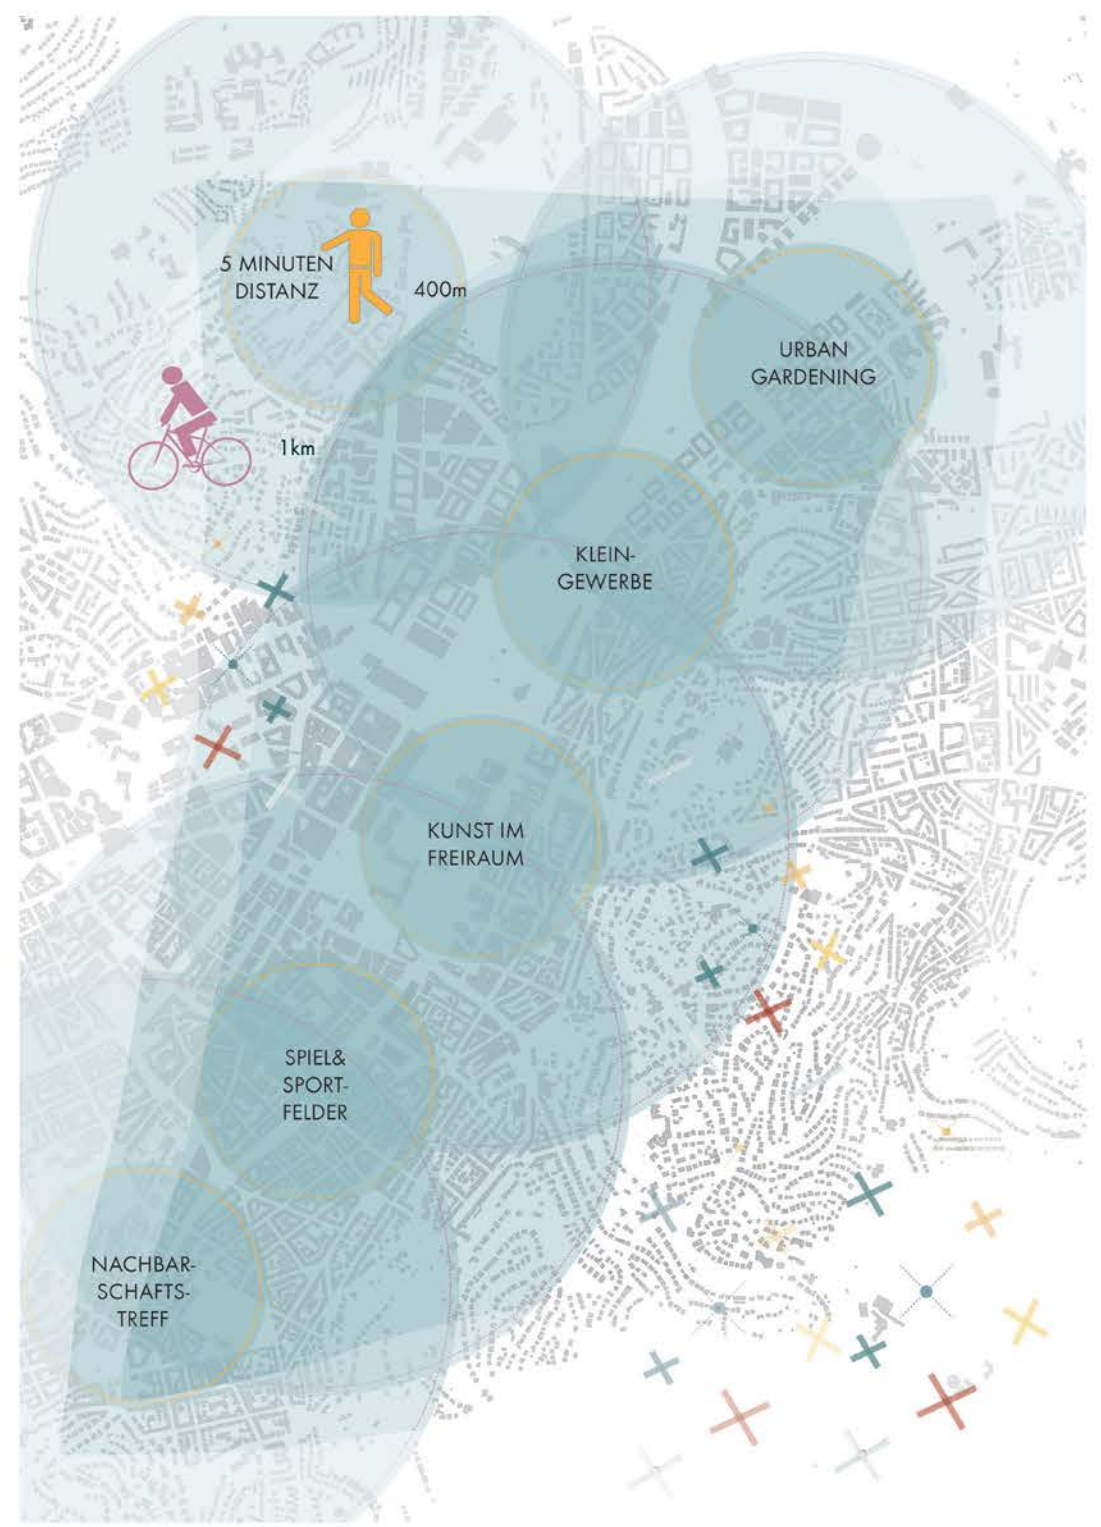 5 MINUTEN
DISTANZ
400m
1km
URBAN
GARDENING
KLEIN-
GEWERBE
KUNST IM
FREIRAUM
SPIEL&
SPORT-
FELDER
NACHBAR-
SCHAFTS-
TREFF